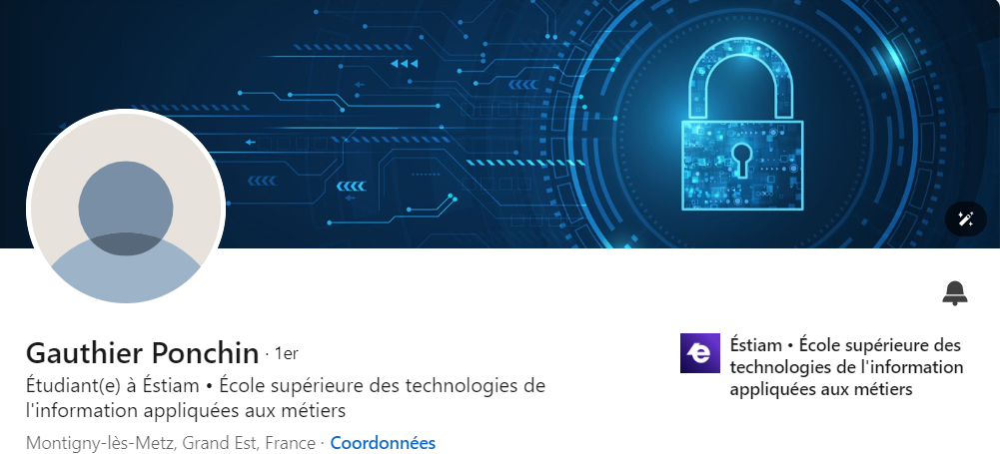 Gauthier Ponchin · 1er
Étudiant(e) à Éstiam • École supérieure des technologies de
l'information appliquées aux métiers
Montigny-lès-Metz, Grand Est, France · Coordonnées
Éstiam • École supérieure des
technologies de l'information
appliquées aux métiers